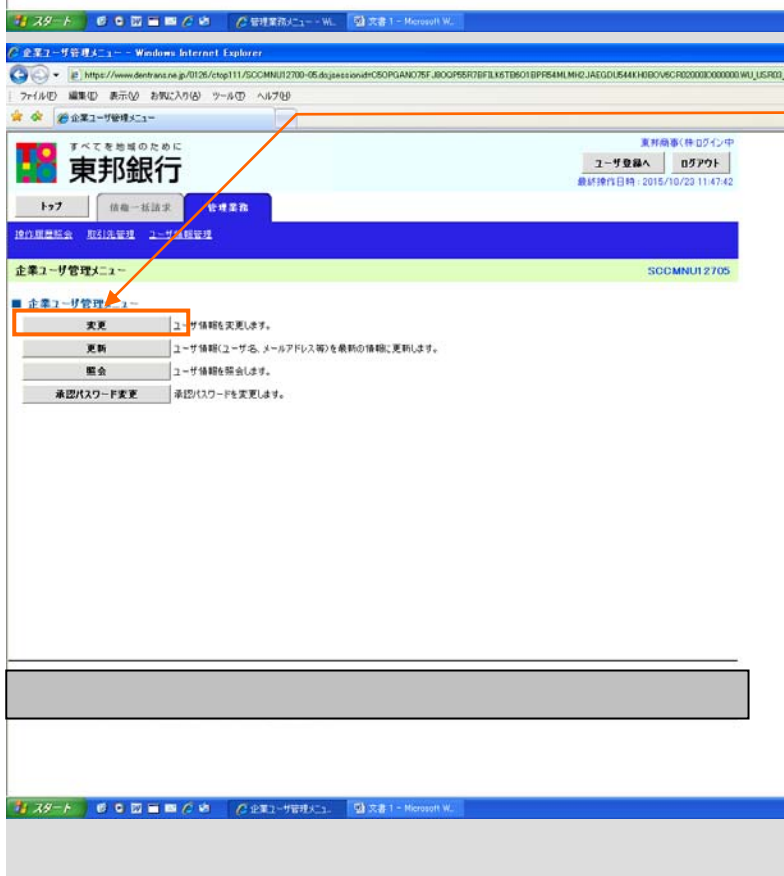 スタート 管理業務メニュー - Wi... 文書 1 - Microsoft W...
企業ユーザ管理メニュー - Windows Internet Explorer
ファイル(F) 編集(E) 表示(V) お気に入り(A) ツール(T) ヘルプ(H)
企業ユーザ管理メニュー
すべてを地域のために
東邦銀行
東邦商事(株)ログイン中
ユーザ登録へ ログアウト
最終操作日時:2015/10/23 11:47:42
トップ 債権一括請求 管理業務
操作履歴照会 取引先管理 ユーザ情報管理
企業ユーザ管理メニュー SCCMNU12705
■ 企業ユーザ管理メニュー
変更 ユーザ情報を変更します。
更新 ユーザ情報(ユーザ名、メールアドレス等)を最新の情報に更新します。
照会 ユーザ情報を照会します。
承認パスワード変更 承認パスワードを変更します。
スタート 企業ユーザ管理メニュ... 文書 1 - Microsoft W...